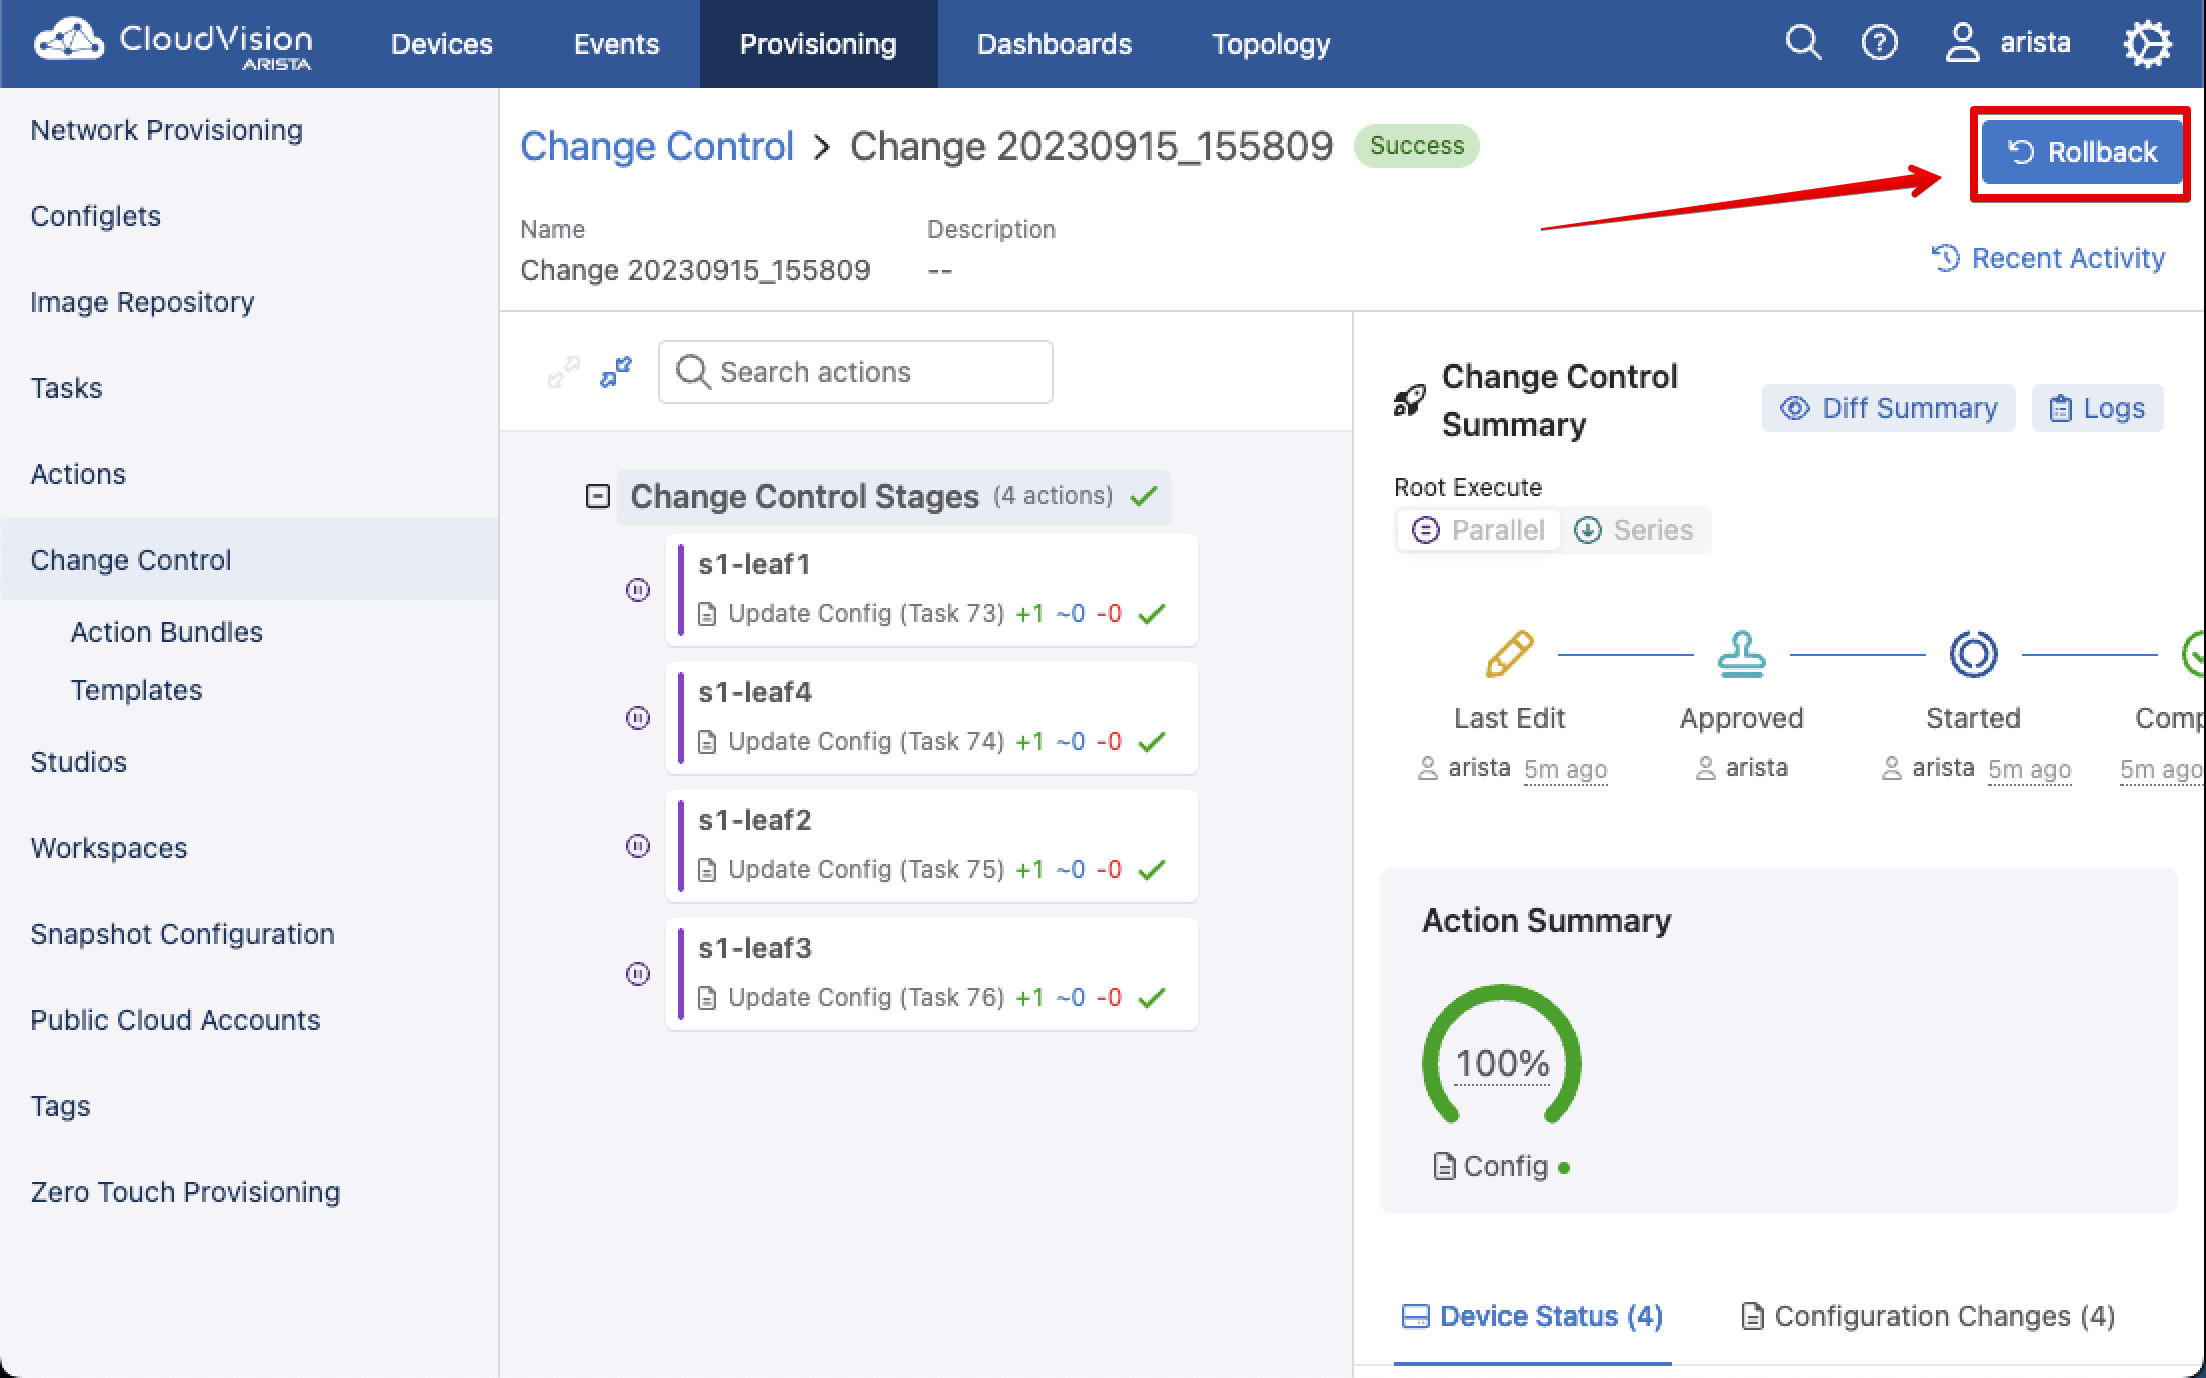 CloudVision
ARISTA
Devices
Events
Provisioning
Dashboards
Topology
arista
Network Provisioning
Configlets
Image Repository
Tasks
Actions
Change Control
Action Bundles
Templates
Studios
Workspaces
Snapshot Configuration
Public Cloud Accounts
Tags
Zero Touch Provisioning
Change Control > Change 20230915_155809 Success
Rollback
Name
Change 20230915_155809
Description
--
Recent Activity
Search actions
Change Control Stages (4 actions)
s1-leaf1
Update Config (Task 73) +1 ~0 -0
s1-leaf4
Update Config (Task 74) +1 ~0 -0
s1-leaf2
Update Config (Task 75) +1 ~0 -0
s1-leaf3
Update Config (Task 76) +1 ~0 -0
Change Control
Summary
Diff Summary
Logs
Root Execute
Parallel
Series
Last Edit
arista 5m ago
Approved
arista
Started
arista 5m ago
Comp
5m ago
Action Summary
100%
Config
Device Status (4)
Configuration Changes (4)